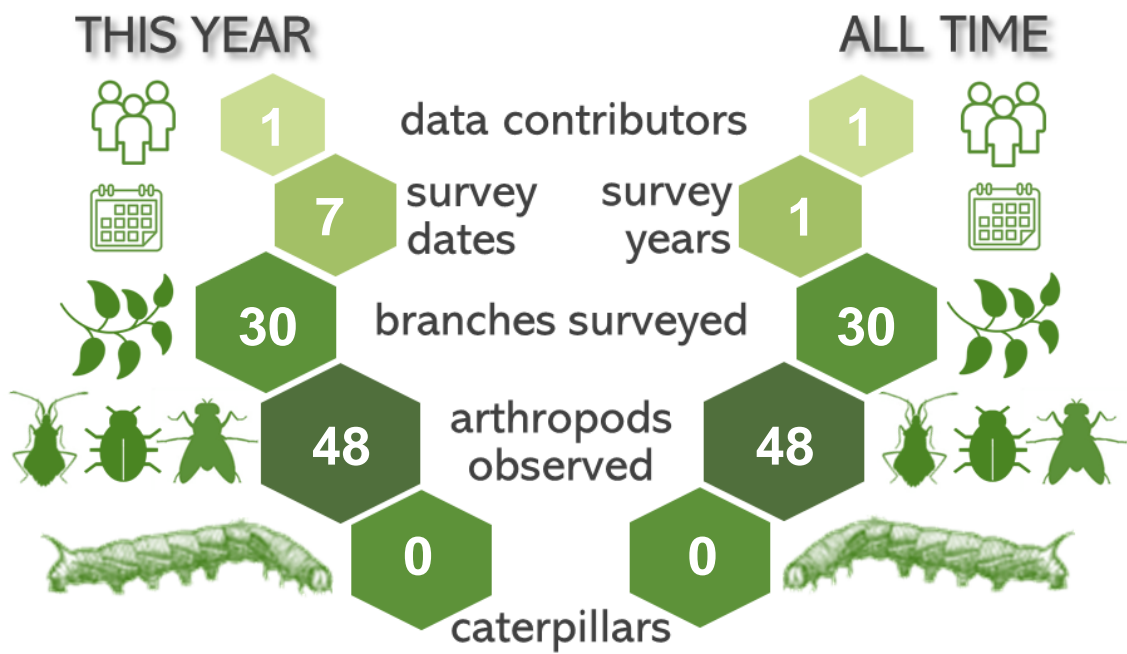 THIS YEAR
ALL TIME
1
data contributors
1
7
survey
dates
survey
years
1
30
branches surveyed
30
48
arthropods
observed
48
0
0
caterpillars